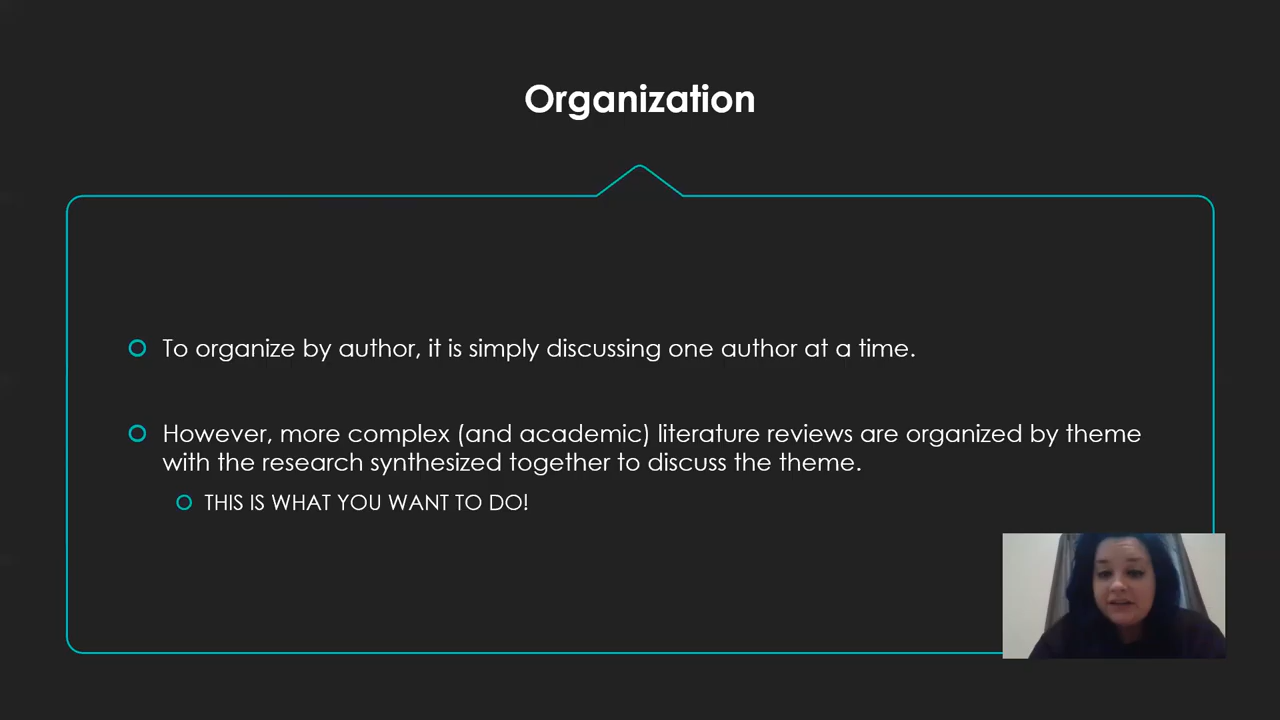 Organization
To organize by author, it is simply discussing one author at a time.
However, more complex (and academic) literature reviews are organized by theme
with the research synthesized together to discuss the theme.
THIS IS WHAT YOU WANT TO DO!